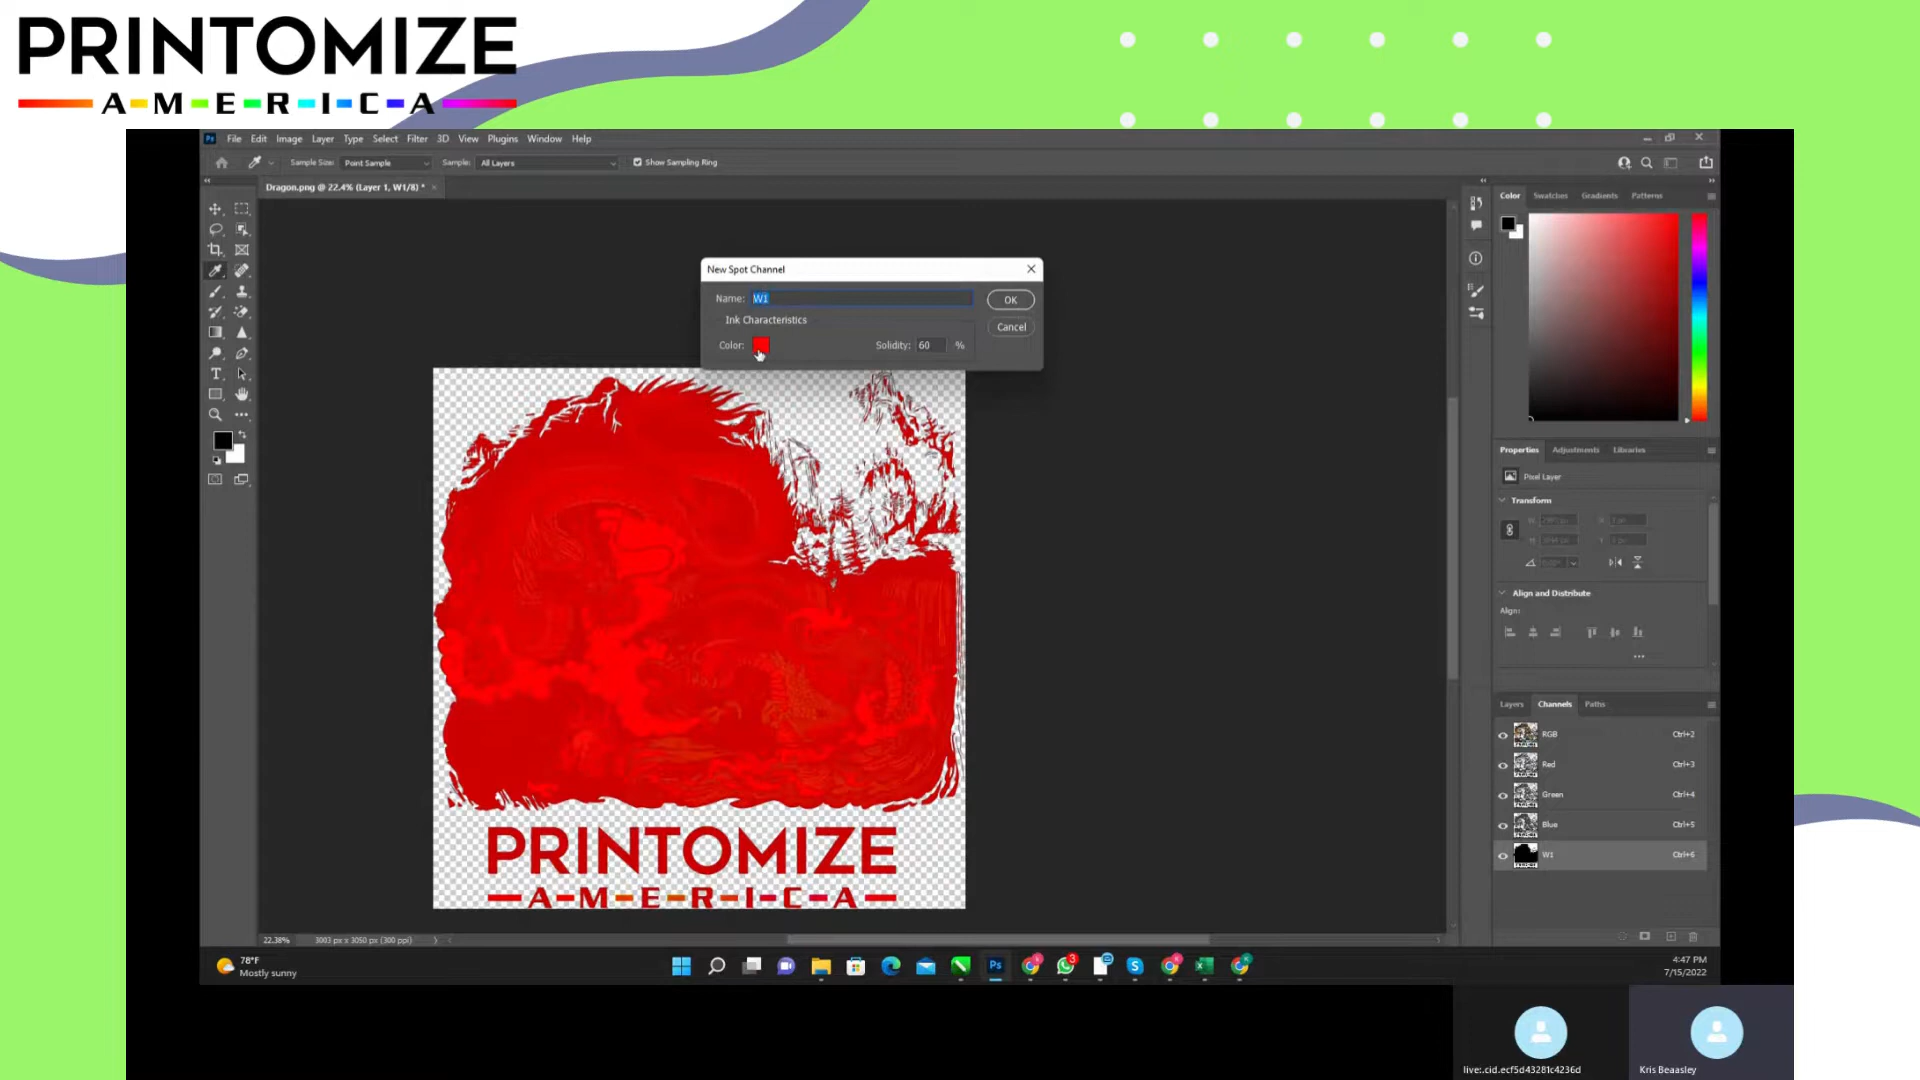 PRINTOMIZE
AMERICA
Ps File Edit Image Layer Type Select Filter 3D View Plugins Window Help
Sample Size: Point Sample Sample: All Layers Show Sampling Ring
Dragon.png @ 22.4% (Layer 1, W1/8) *
Color Swatches Gradients Patterns
New Spot Channel
Name: W1
OK
Ink Characteristics
Cancel
Color: Solidity: 60 %
Properties Adjustments Libraries
Pixel Layer
Transform
Align and Distribute
Align:
Layers Channels Paths
RGB Ctrl+2
Red Ctrl+3
Green Ctrl+4
Blue Ctrl+5
W1 Ctrl+6
PRINTOMIZE
A-M-E-R-I-C-A
22.38% 3003 px x 3050 px (300 ppi)
78°F
Mostly sunny
Ps
3
4:47 PM
7/15/2022
live:.cid.ecf5d43281c4236d
Kris Beaasley